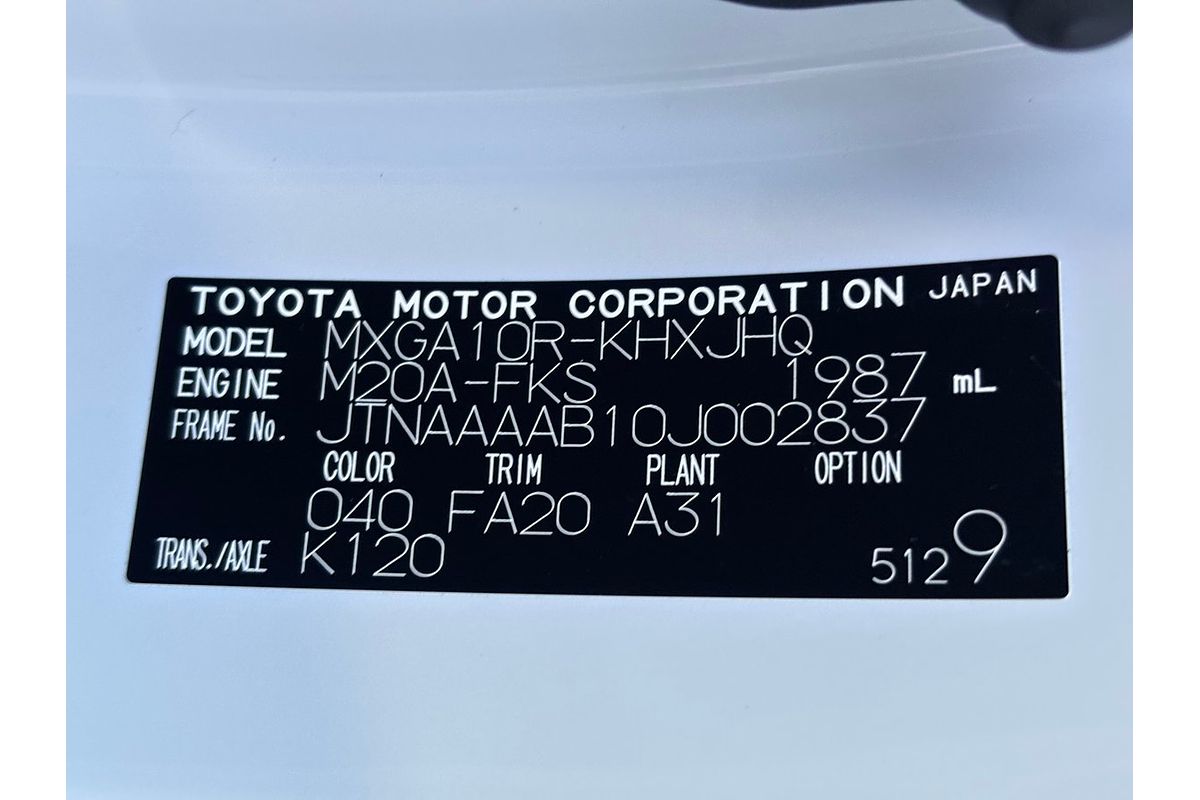 TOYOTA MOTOR CORPORATION JAPAN
MODEL MXGA10R-KHXJHQ
ENGINE M20A-FKS 1987 mL
FRAME No. JTNAAAAB10J002837
COLOR TRIM PLANT OPTION
040 FA20 A31
TRANS./AXLE K120 5129